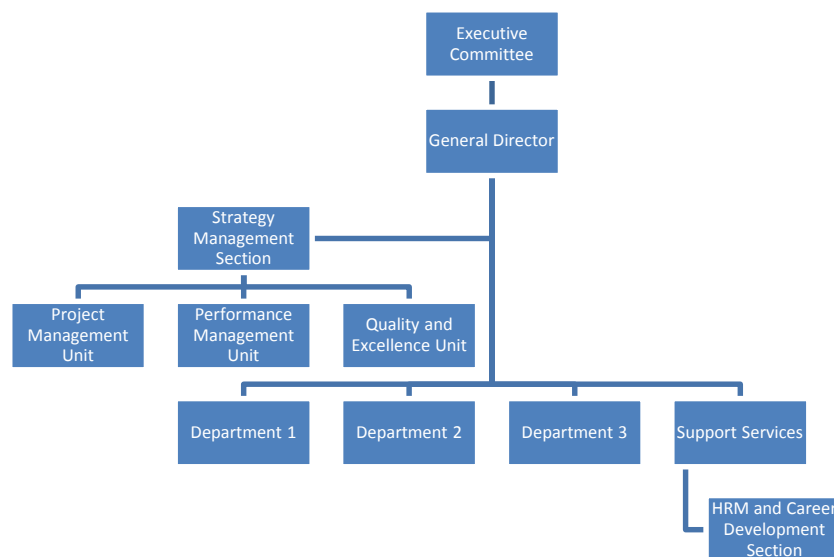 Executive
Committee
General Director
Strategy
Management
Section
Project
Management
Unit
Performance
Management
Unit
Quality and
Excellence Unit
Department 1
Department 2
Department 3
Support Services
HRM and Career
Development
Section